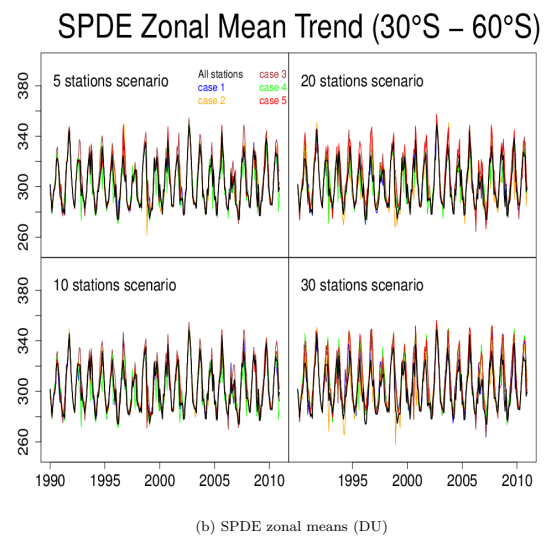 SPDE Zonal Mean Trend (30°S − 60°S)
5 stations scenario
All stations
case 1
case 2
case 3
case 4
case 5
20 stations scenario
260 300 340 380
10 stations scenario
30 stations scenario
260 300 340 380
1990 1995 2000 2005 2010
1995 2000 2005 2010
(b) SPDE zonal means (DU)